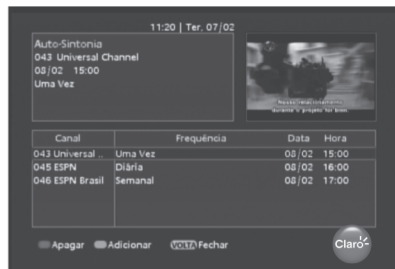 11:20 | Ter, 07/02
Auto-Sintonia
043 Universal Channel
08/02 15:00
Uma Vez
Canal Frequência Data Hora
043 Universal .. Uma Vez 08/02 15:00
045 ESPN Diária 08/02 16:00
046 ESPN Brasil Semanal 08/02 17:00
Apagar Adicionar VOLTA Fechar
Claro